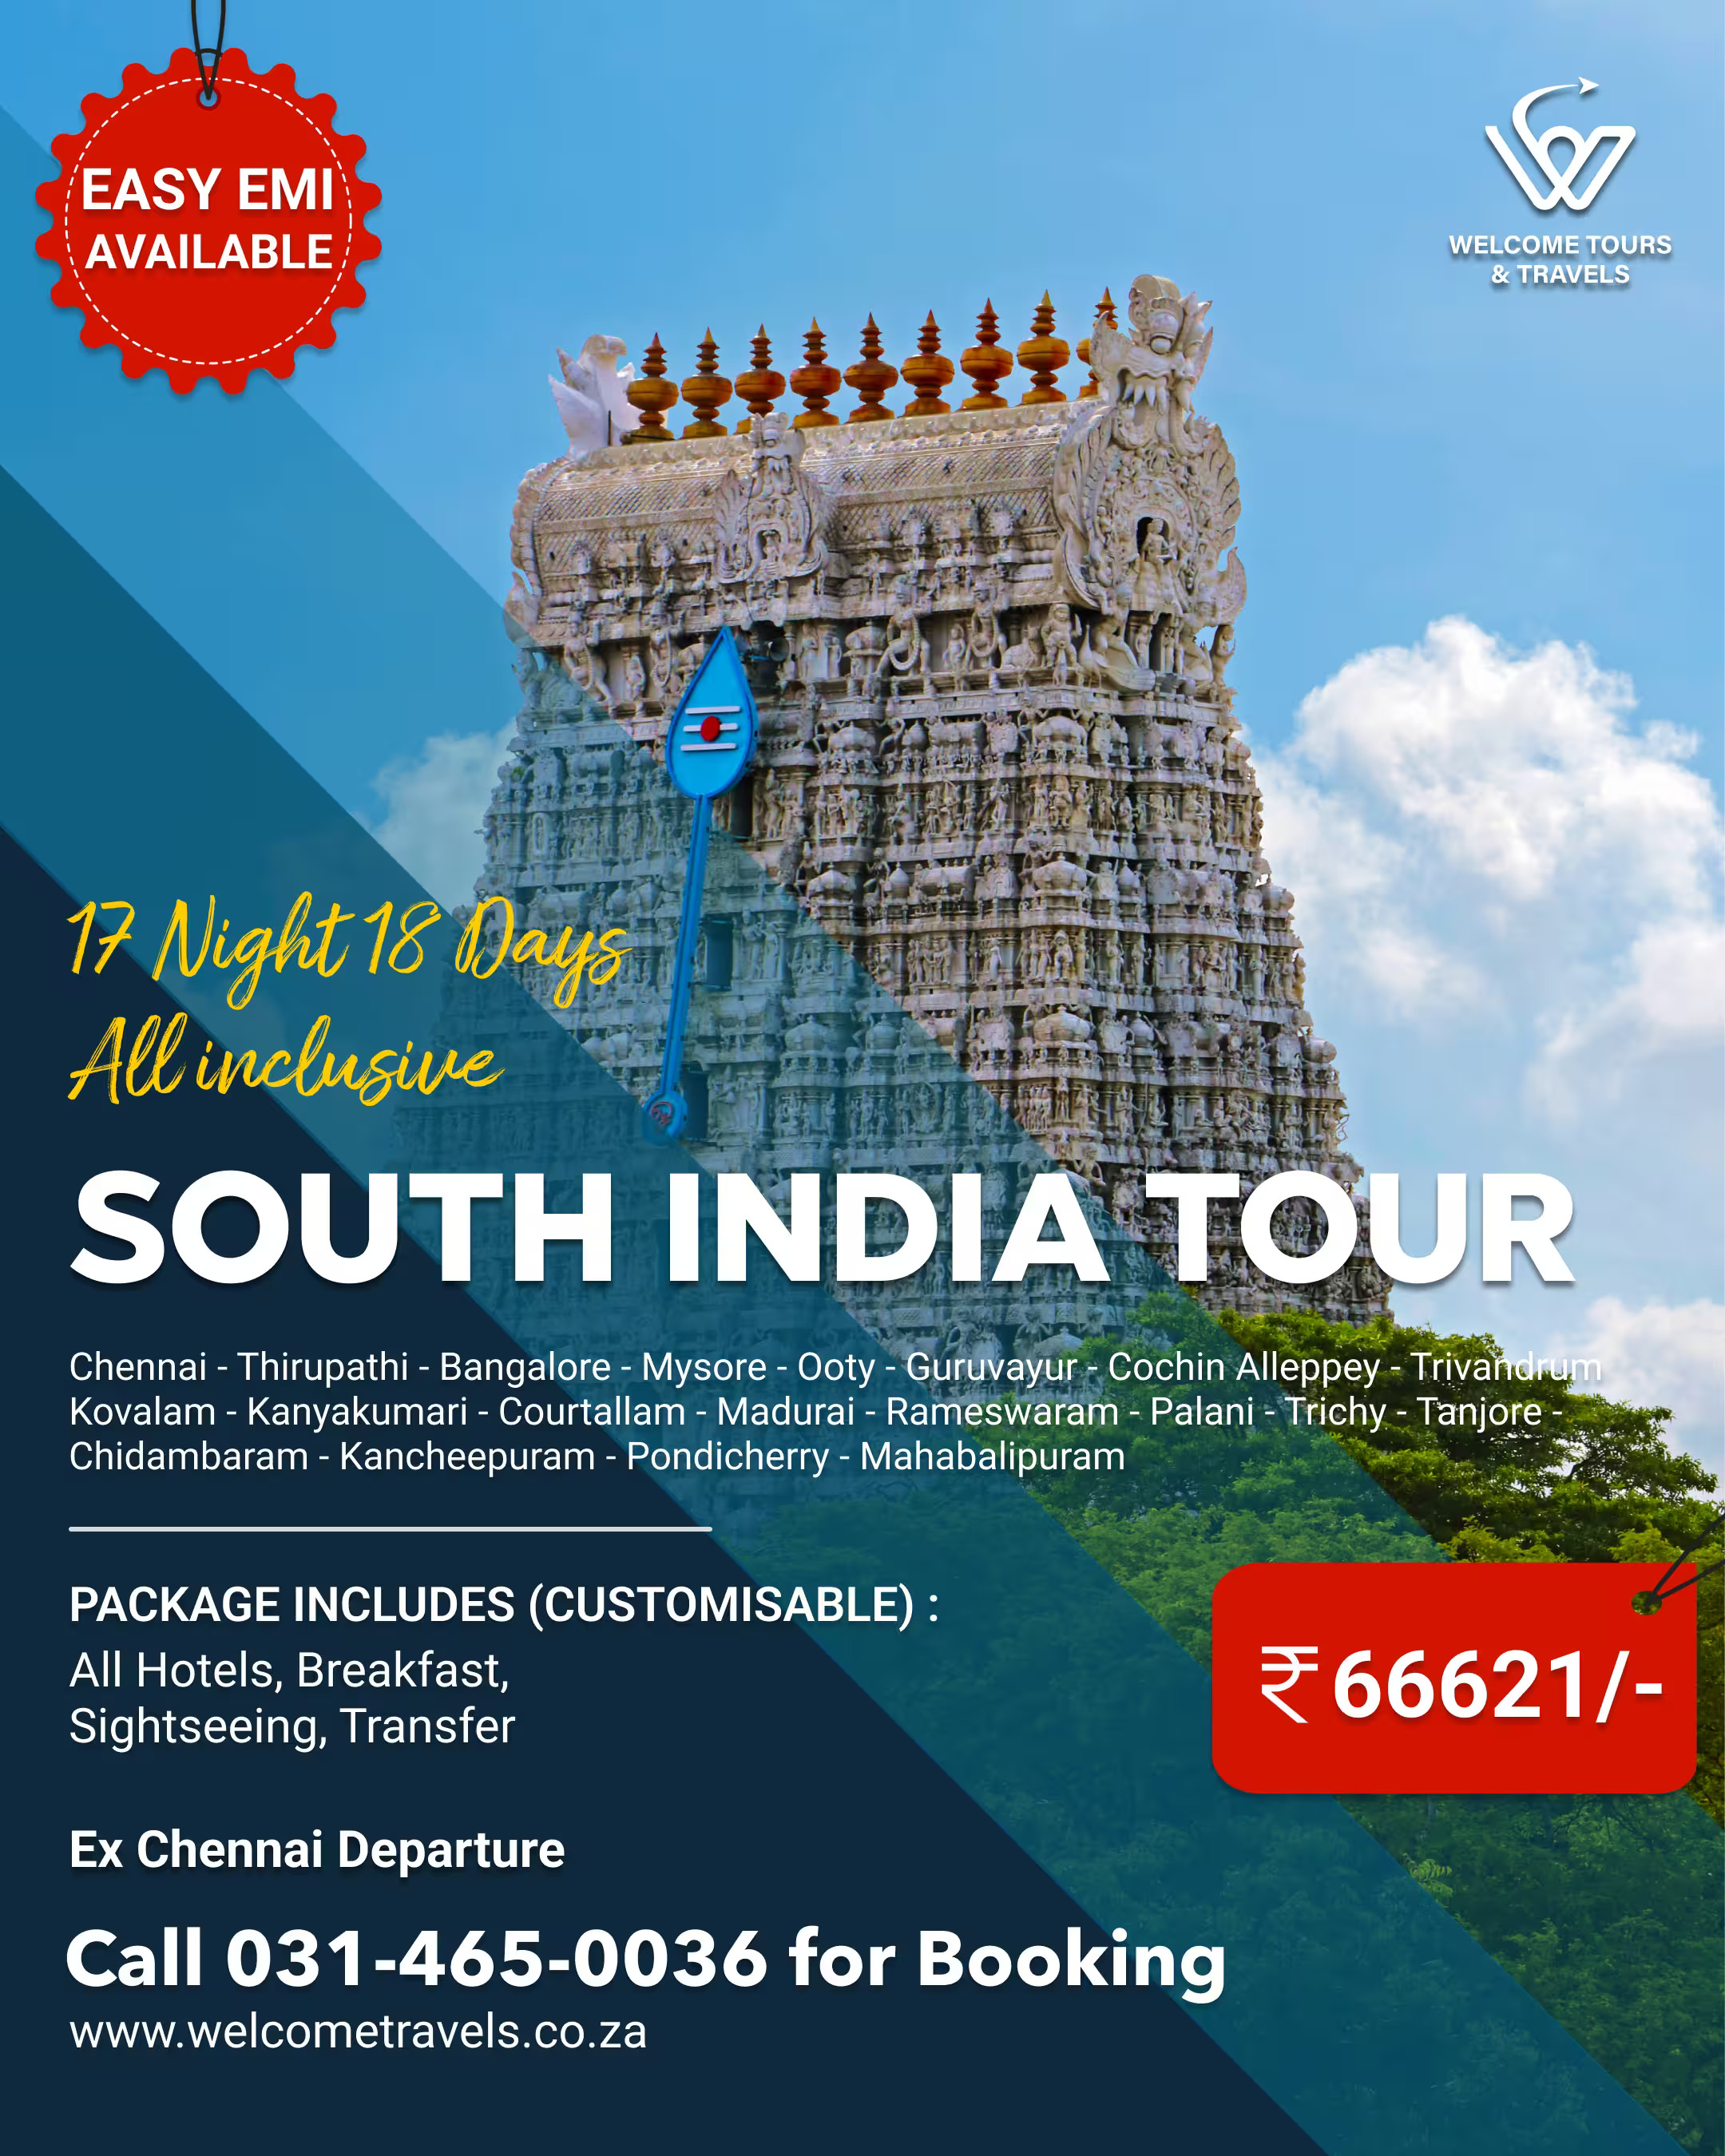 EASY EMI
AVAILABLE
WELCOME TOURS
& TRAVELS
17 Night 18 Days
All inclusive
SOUTH INDIA TOUR
Chennai - Thirupathi - Bangalore - Mysore - Ooty - Guruvayur - Cochin Alleppey - Trivandrum
Kovalam - Kanyakumari - Courtallam - Madurai - Rameswaram - Palani - Trichy - Tanjore -
Chidambaram - Kancheepuram - Pondicherry - Mahabalipuram
PACKAGE INCLUDES (CUSTOMISABLE) :
All Hotels, Breakfast,
Sightseeing, Transfer
₹66621/-
Ex Chennai Departure
Call 031-465-0036 for Booking
www.welcometravels.co.za